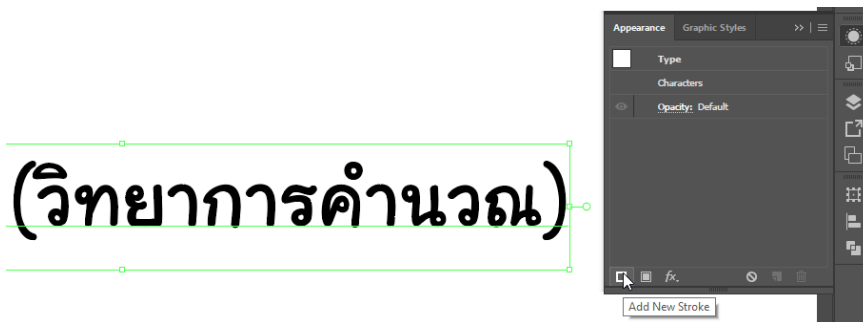 Appearance Graphic Styles
Type
Characters
Opacity: Default
(วิทยาการคำนวณ)
fx.
Add New Stroke